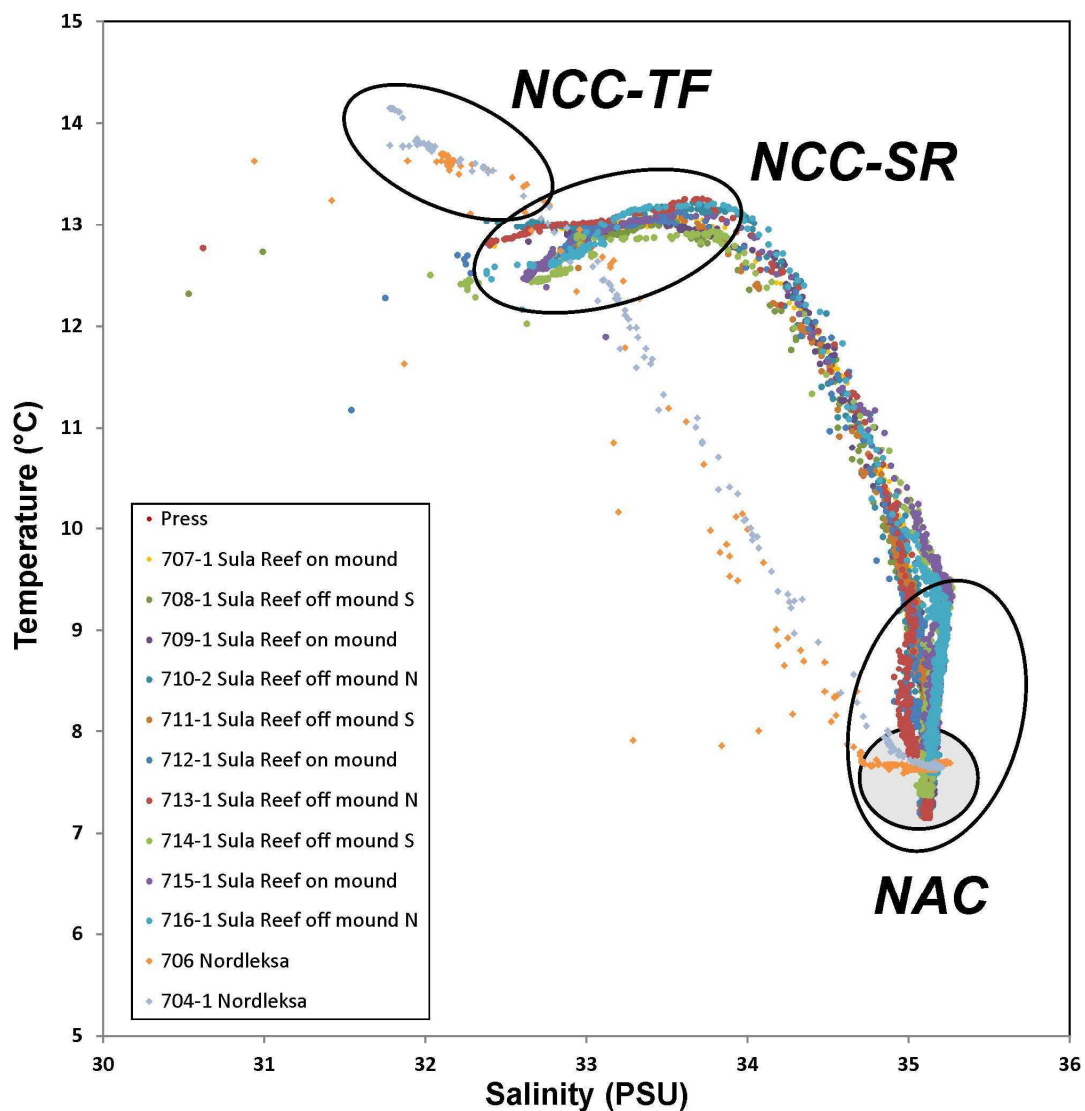 15
14
13
12
11
10
9
8
7
6
5
30
31
32
33
34
35
36
Temperature (°C)
Salinity (PSU)
NCC-TF
NCC-SR
NAC
Press
707-1 Sula Reef on mound
708-1 Sula Reef off mound S
709-1 Sula Reef on mound
710-2 Sula Reef off mound N
711-1 Sula Reef off mound S
712-1 Sula Reef on mound
713-1 Sula Reef off mound N
714-1 Sula Reef off mound S
715-1 Sula Reef on mound
716-1 Sula Reef off mound N
706 Nordleksa
704-1 Nordleksa